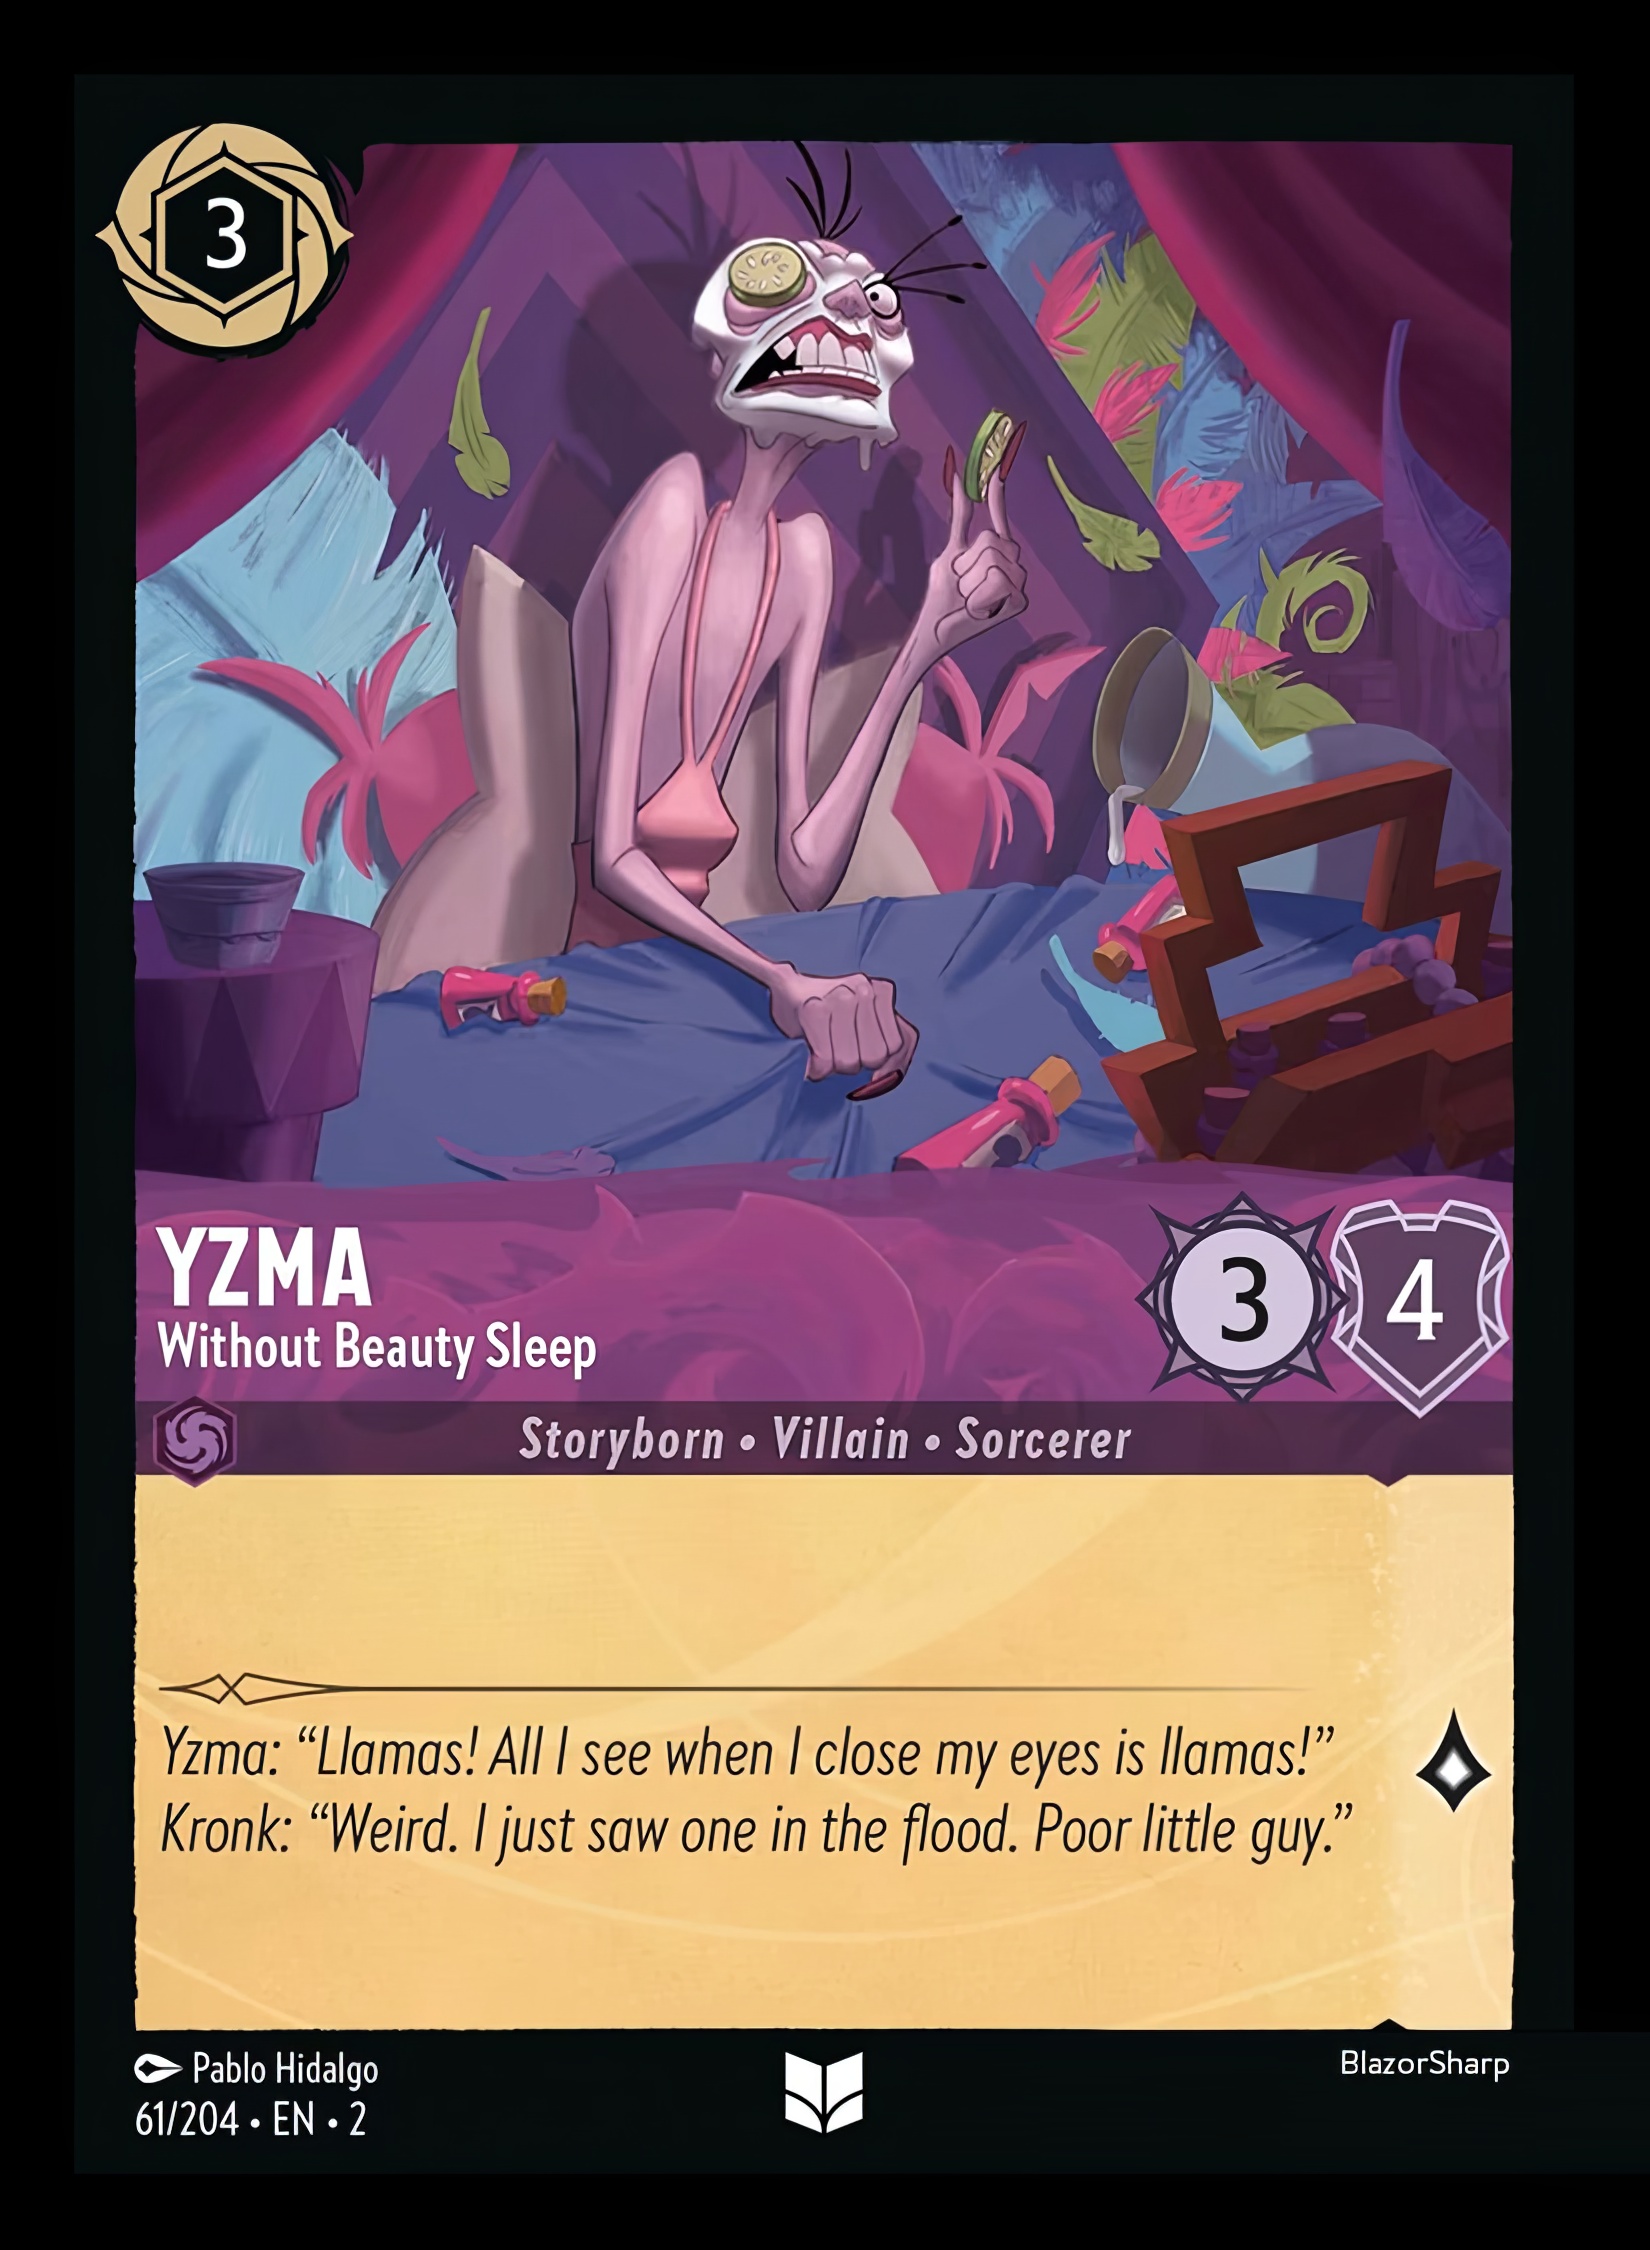 3
YZMA
Without Beauty Sleep
3
4
Storyborn • Villain • Sorcerer
Yzma: “Llamas! All I see when I close my eyes is llamas!”
Kronk: “Weird. I just saw one in the flood. Poor little guy.”
Pablo Hidalgo
61/204 • EN • 2
BlazorSharp